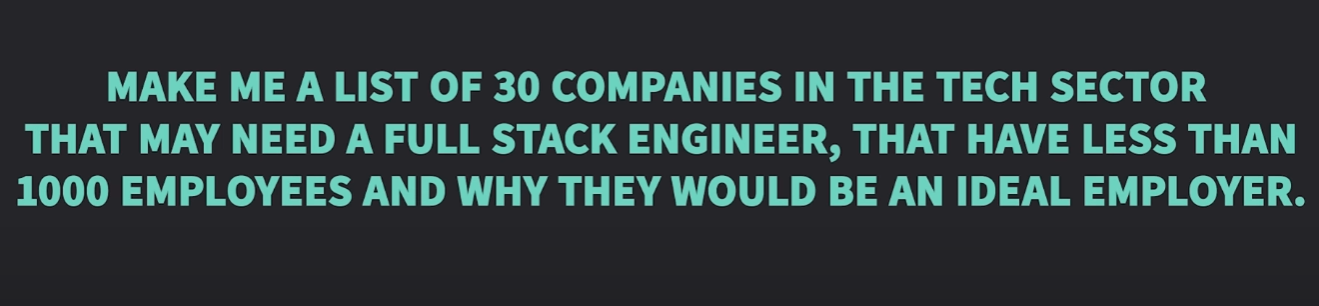 MAKE ME A LIST OF 30 COMPANIES IN THE TECH SECTOR
THAT MAY NEED A FULL STACK ENGINEER, THAT HAVE LESS THAN
1000 EMPLOYEES AND WHY THEY WOULD BE AN IDEAL EMPLOYER.